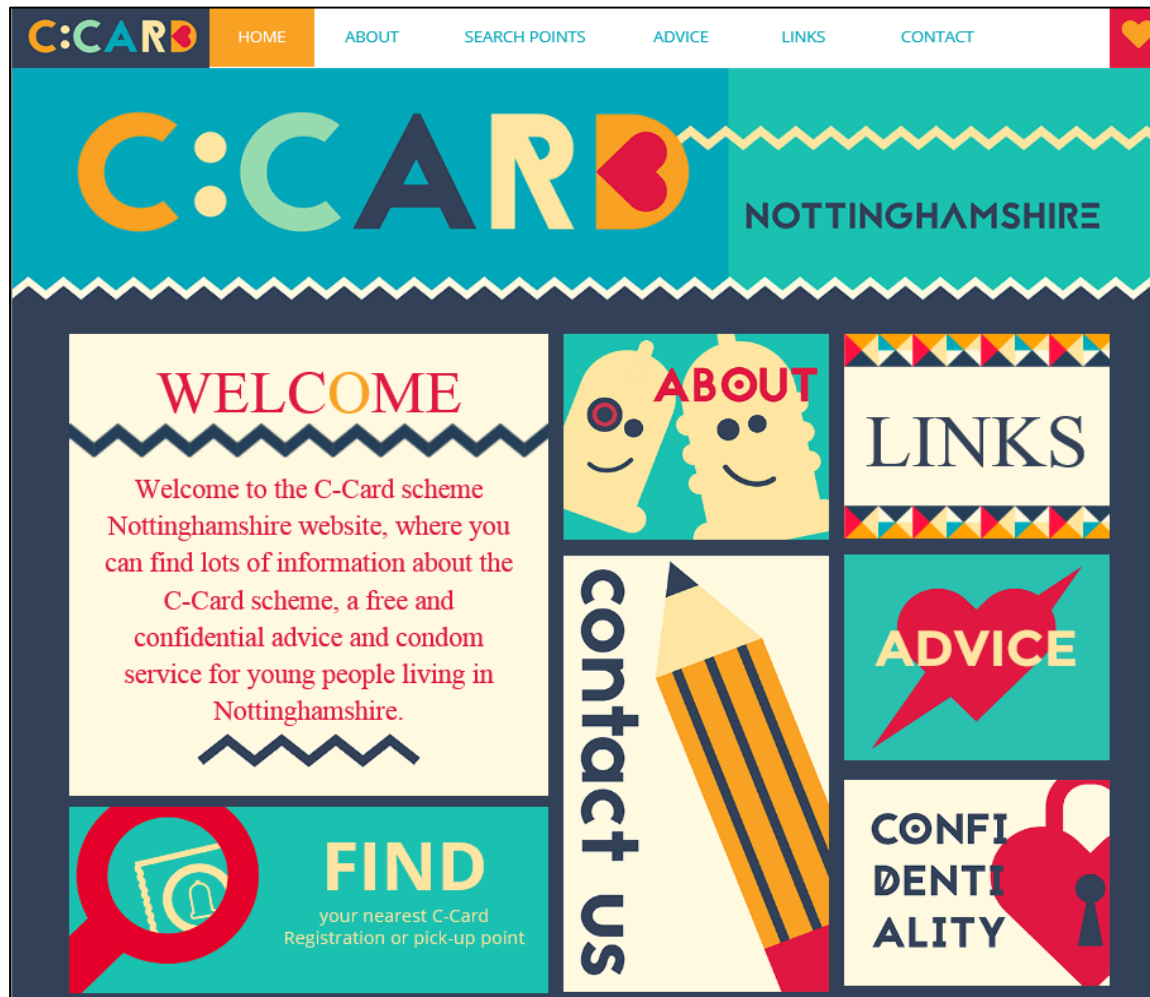 C:CARD
HOME
ABOUT
SEARCH POINTS
ADVICE
LINKS
CONTACT
C:CARD
NOTTINGHAMSHIRE
WELCOME
Welcome to the C-Card scheme
Nottinghamshire website, where you
can find lots of information about the
C-Card scheme, a free and
confidential advice and condom
service for young people living in
Nottinghamshire.
FIND
your nearest C-Card
Registration or pick-up point
ABOUT
contact us
LINKS
ADVICE
CONFI
DENTI
ALITY